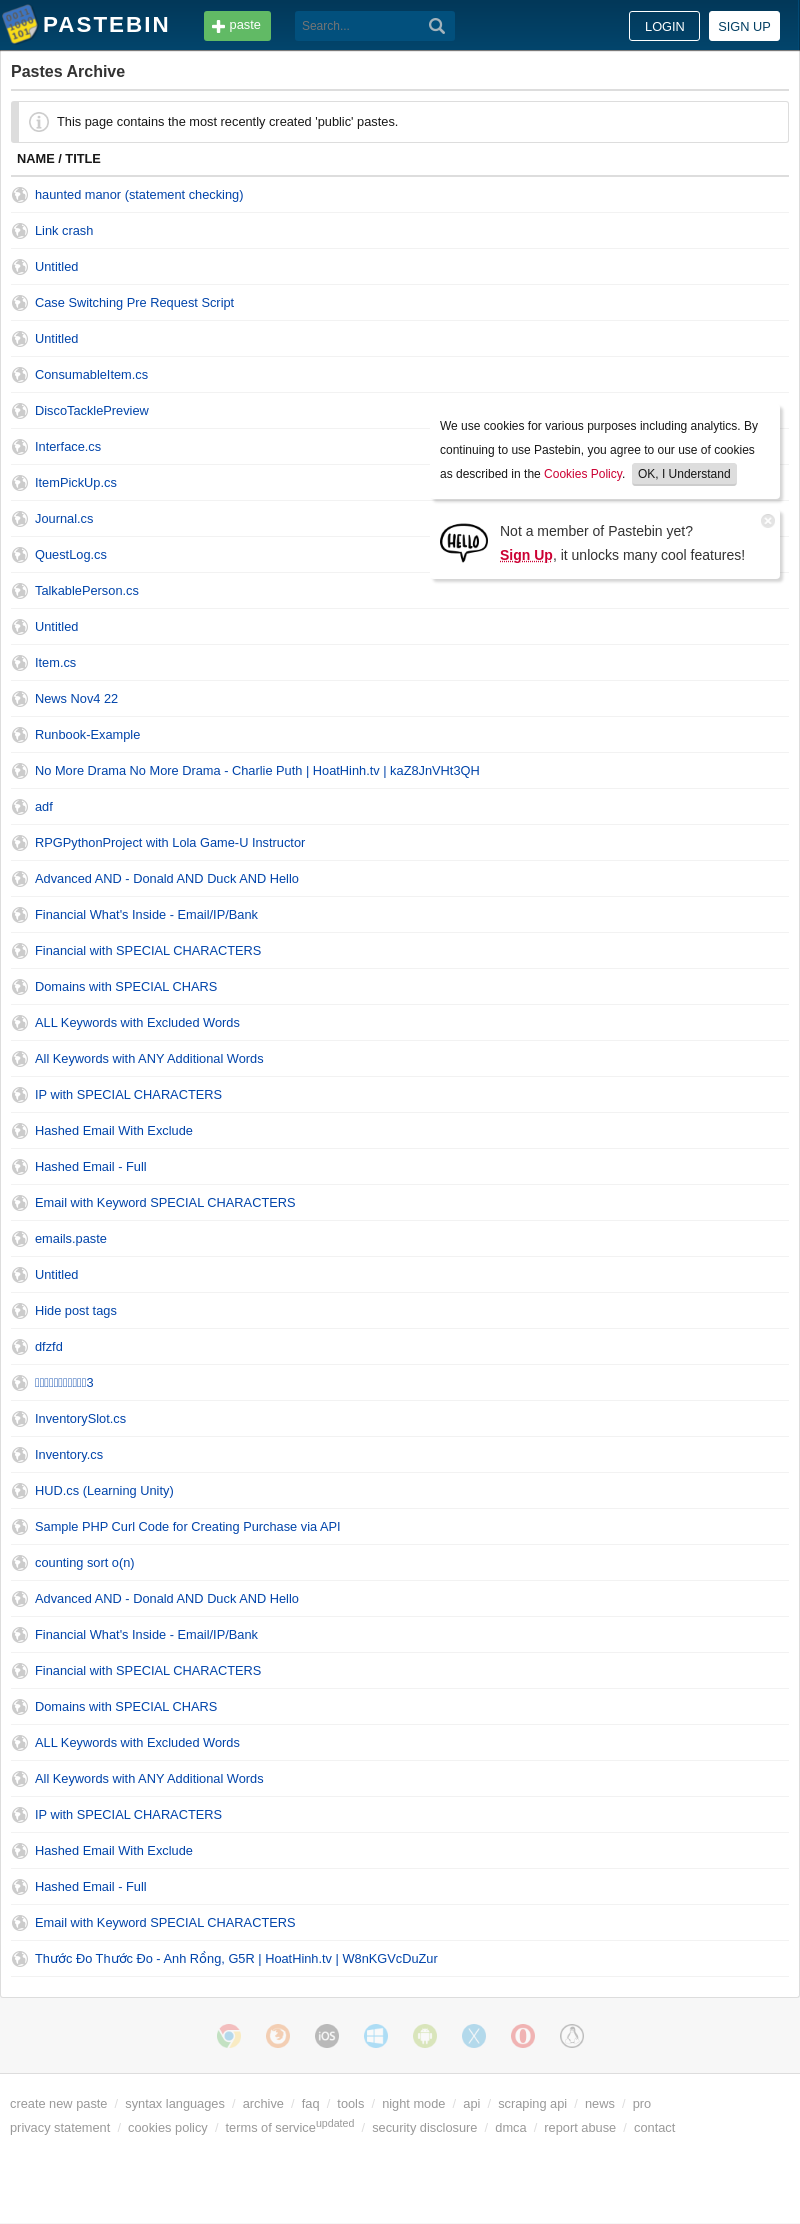 PASTEBIN
paste
Search...
LOGIN
SIGN UP
Pastes Archive
This page contains the most recently created 'public' pastes.
NAME / TITLE
haunted manor (statement checking)
Link crash
Untitled
Case Switching Pre Request Script
Untitled
ConsumableItem.cs
DiscoTacklePreview
Interface.cs
ItemPickUp.cs
Journal.cs
QuestLog.cs
TalkablePerson.cs
We use cookies for various purposes including analytics. By
continuing to use Pastebin, you agree to our use of cookies
as described in the Cookies Policy. OK, I Understand
HELLO
Not a member of Pastebin yet?
Sign Up, it unlocks many cool features!
Untitled
Item.cs
News Nov4 22
Runbook-Example
No More Drama No More Drama - Charlie Puth | HoatHinh.tv | kaZ8JnVHt3QH
adf
RPGPythonProject with Lola Game-U Instructor
Advanced AND - Donald AND Duck AND Hello
Financial What's Inside - Email/IP/Bank
Financial with SPECIAL CHARACTERS
Domains with SPECIAL CHARS
ALL Keywords with Excluded Words
All Keywords with ANY Additional Words
IP with SPECIAL CHARACTERS
Hashed Email With Exclude
Hashed Email - Full
Email with Keyword SPECIAL CHARACTERS
emails.paste
Untitled
Hide post tags
dfzfd
3
InventorySlot.cs
Inventory.cs
HUD.cs (Learning Unity)
Sample PHP Curl Code for Creating Purchase via API
counting sort o(n)
Advanced AND - Donald AND Duck AND Hello
Financial What's Inside - Email/IP/Bank
Financial with SPECIAL CHARACTERS
Domains with SPECIAL CHARS
ALL Keywords with Excluded Words
All Keywords with ANY Additional Words
IP with SPECIAL CHARACTERS
Hashed Email With Exclude
Hashed Email - Full
Email with Keyword SPECIAL CHARACTERS
Thước Đo Thước Đo - Anh Rồng, G5R | HoatHinh.tv | W8nKGVcDuZur
iOS
create new paste / syntax languages / archive / faq / tools / night mode / api / scraping api / news / pro
privacy statement / cookies policy / terms of service updated / security disclosure / dmca / report abuse / contact